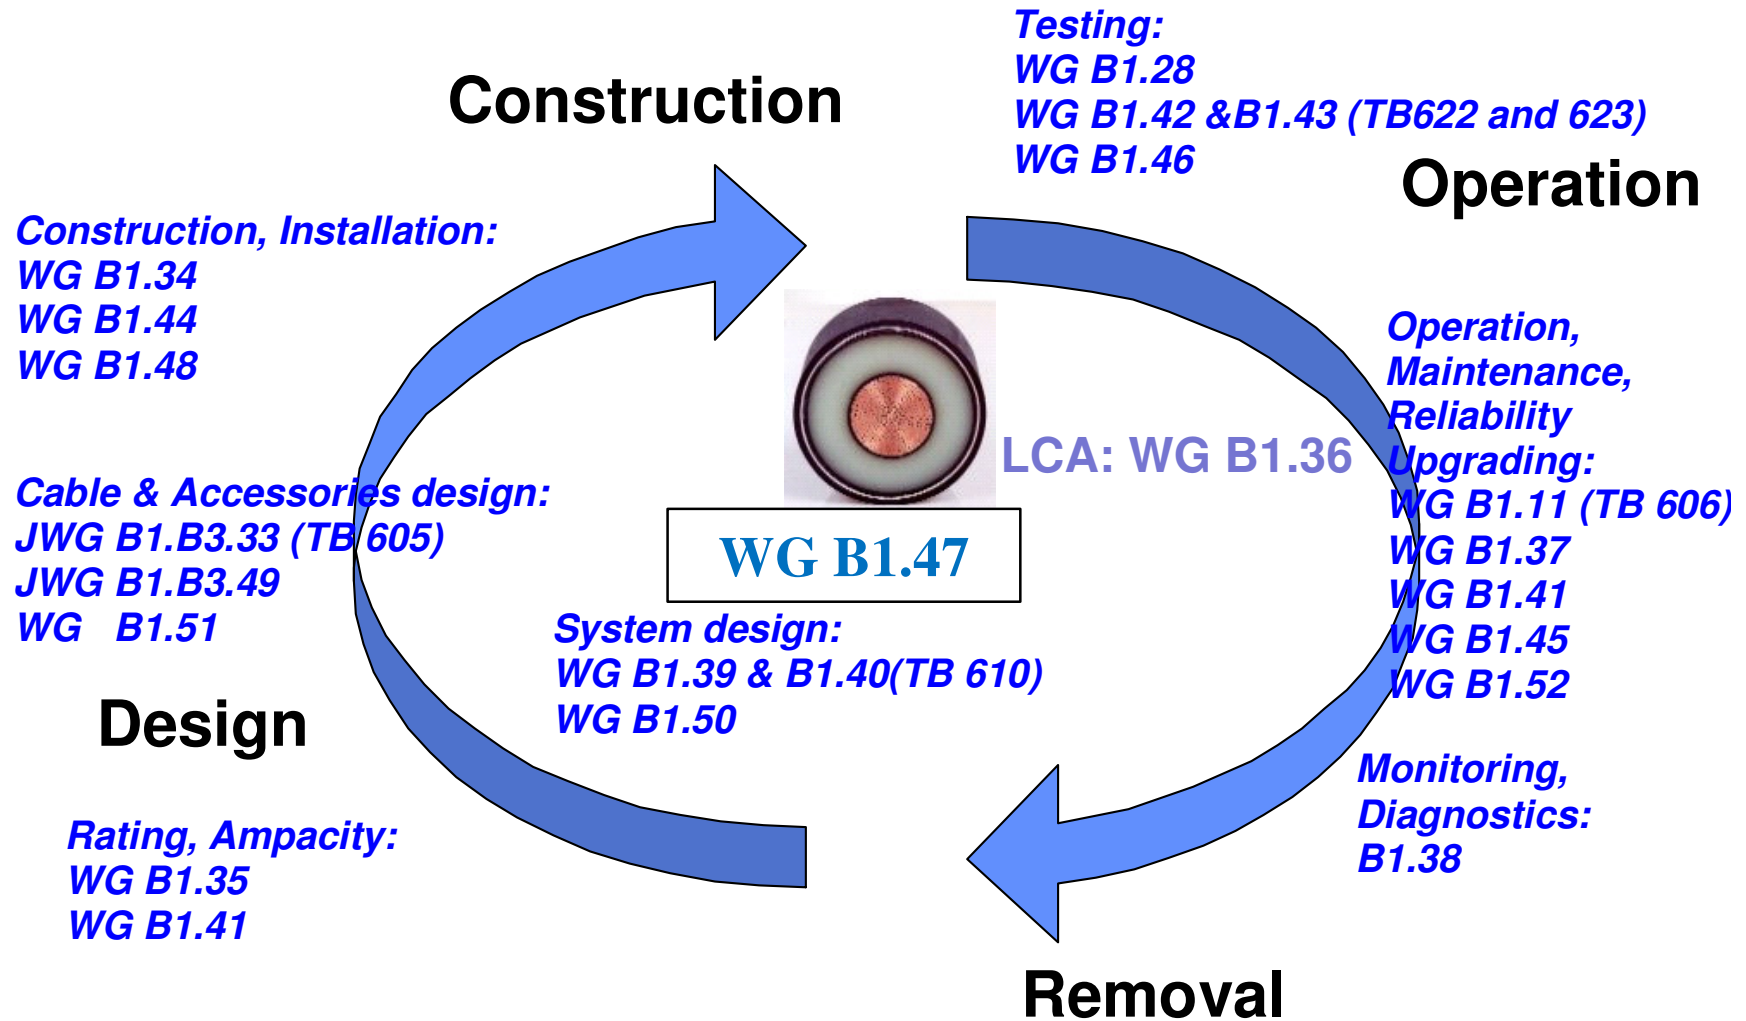 Testing:
WG B1.28
WG B1.42 &B1.43 (TB622 and 623)
WG B1.46
Construction
Operation
Construction, Installation:
WG B1.34
WG B1.44
WG B1.48
Operation,
Maintenance,
Reliability
Upgrading:
WG B1.11 (TB 606)
WG B1.37
WG B1.41
WG B1.45
WG B1.52
LCA: WG B1.36
WG B1.47
Cable & Accessories design:
JWG B1.B3.33 (TB 605)
JWG B1.B3.49
WG B1.51
System design:
WG B1.39 & B1.40(TB 610)
WG B1.50
Design
Monitoring,
Diagnostics:
B1.38
Rating, Ampacity:
WG B1.35
WG B1.41
Removal